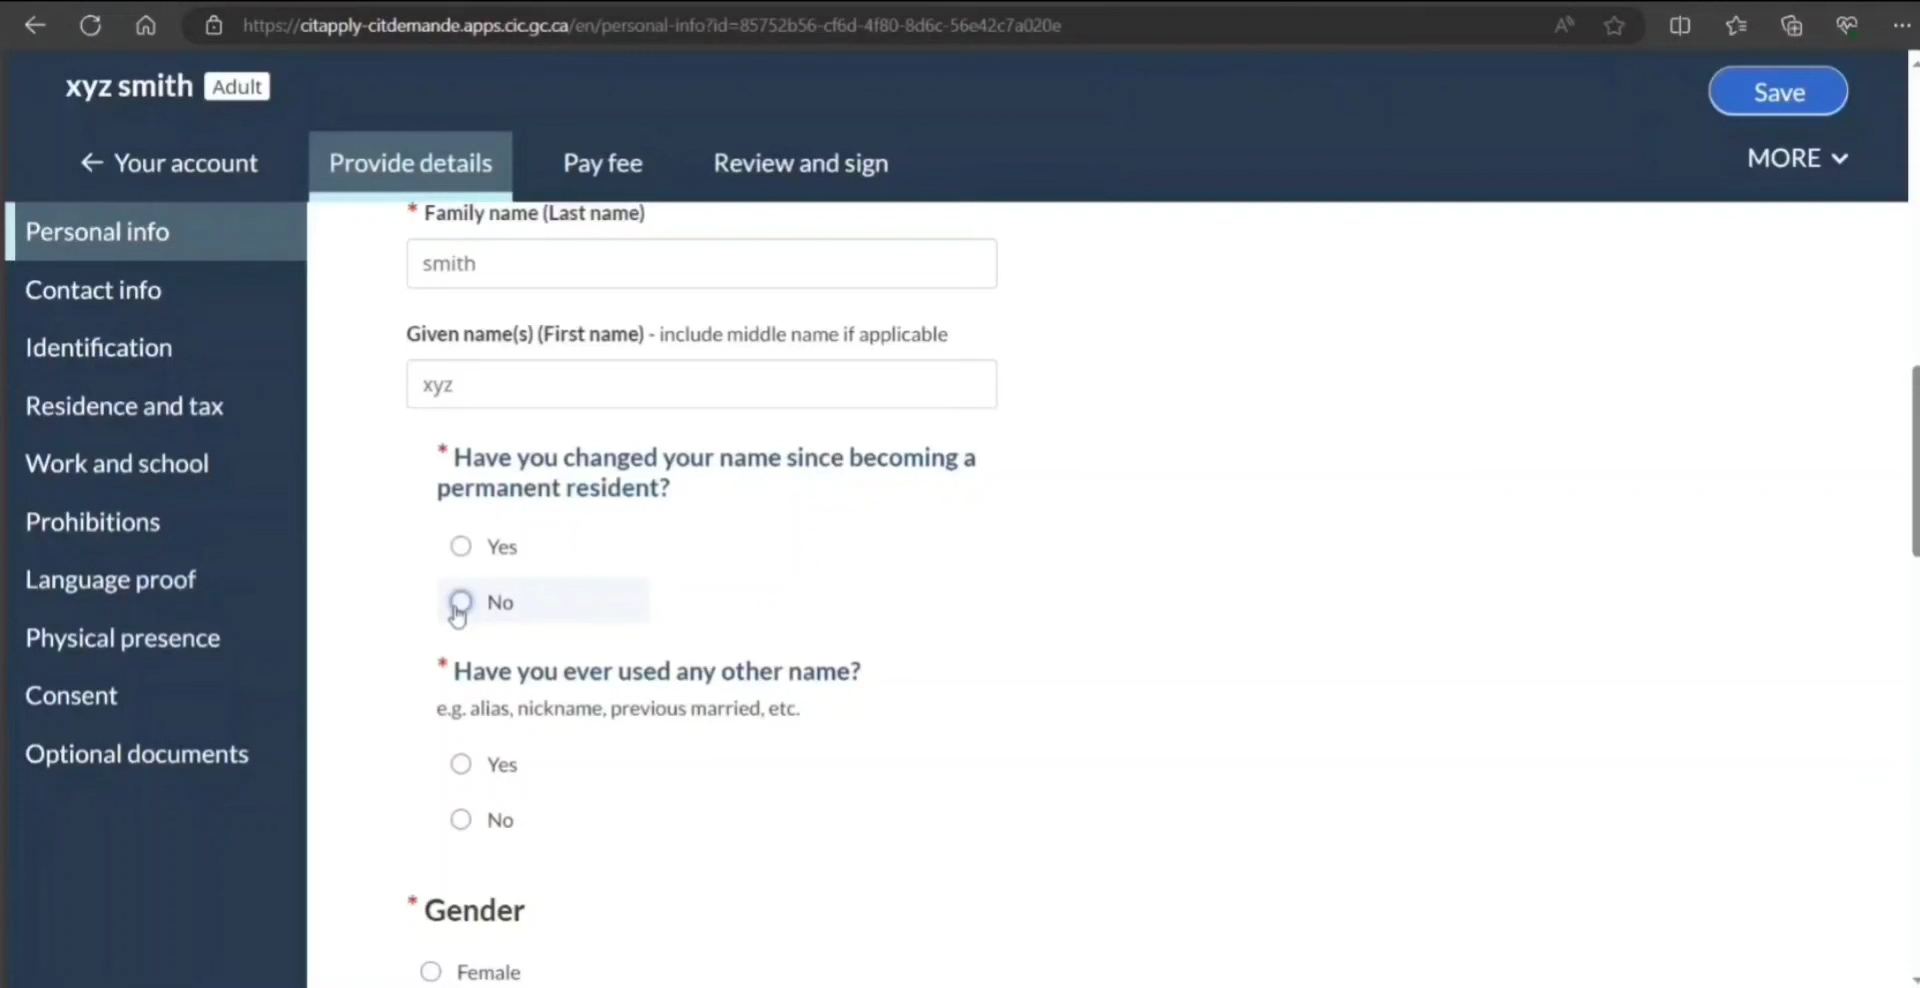 https://citapply-citdemande.apps.cic.gc.ca/en/personal-info?id=85752b56-cf6d-4f80-8d6c-56e42c7a020e
xyz smith Adult
Save
← Your account
Provide details
Pay fee
Review and sign
MORE
Personal info
Contact info
Identification
Residence and tax
Work and school
Prohibitions
Language proof
Physical presence
Consent
Optional documents
* Family name (Last name)
smith
Given name(s) (First name) - include middle name if applicable
xyz
* Have you changed your name since becoming a
permanent resident?
Yes
No
* Have you ever used any other name?
e.g. alias, nickname, previous married, etc.
Yes
No
* Gender
Female